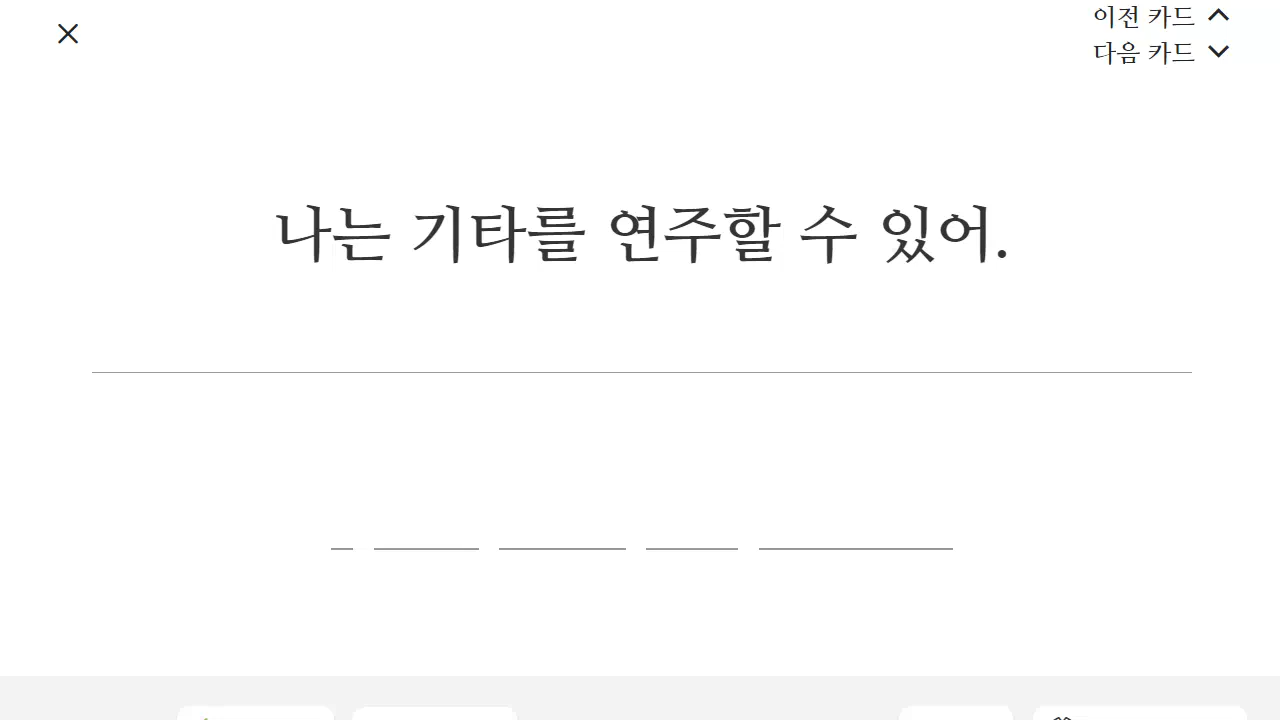 이전 카드
다음 카드
나는 기타를 연주할 수 있어.